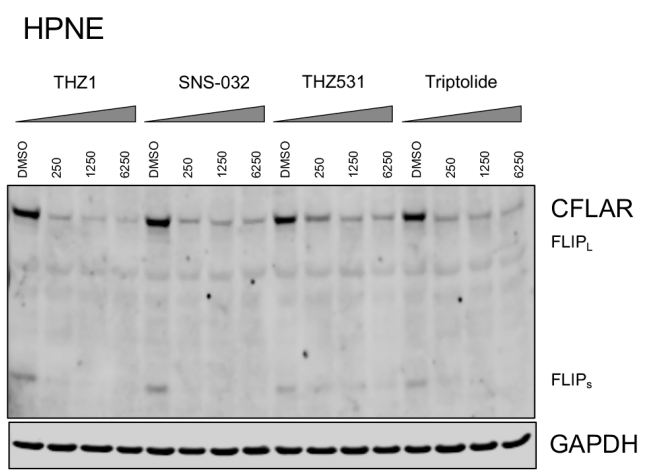 HPNE
THZ1 SNS-032 THZ531 Triptolide
DMSO 250 1250 6250 DMSO 250 1250 6250 DMSO 250 1250 6250 DMSO 250 1250 6250
CFLAR
FLIPL
FLIPs
GAPDH